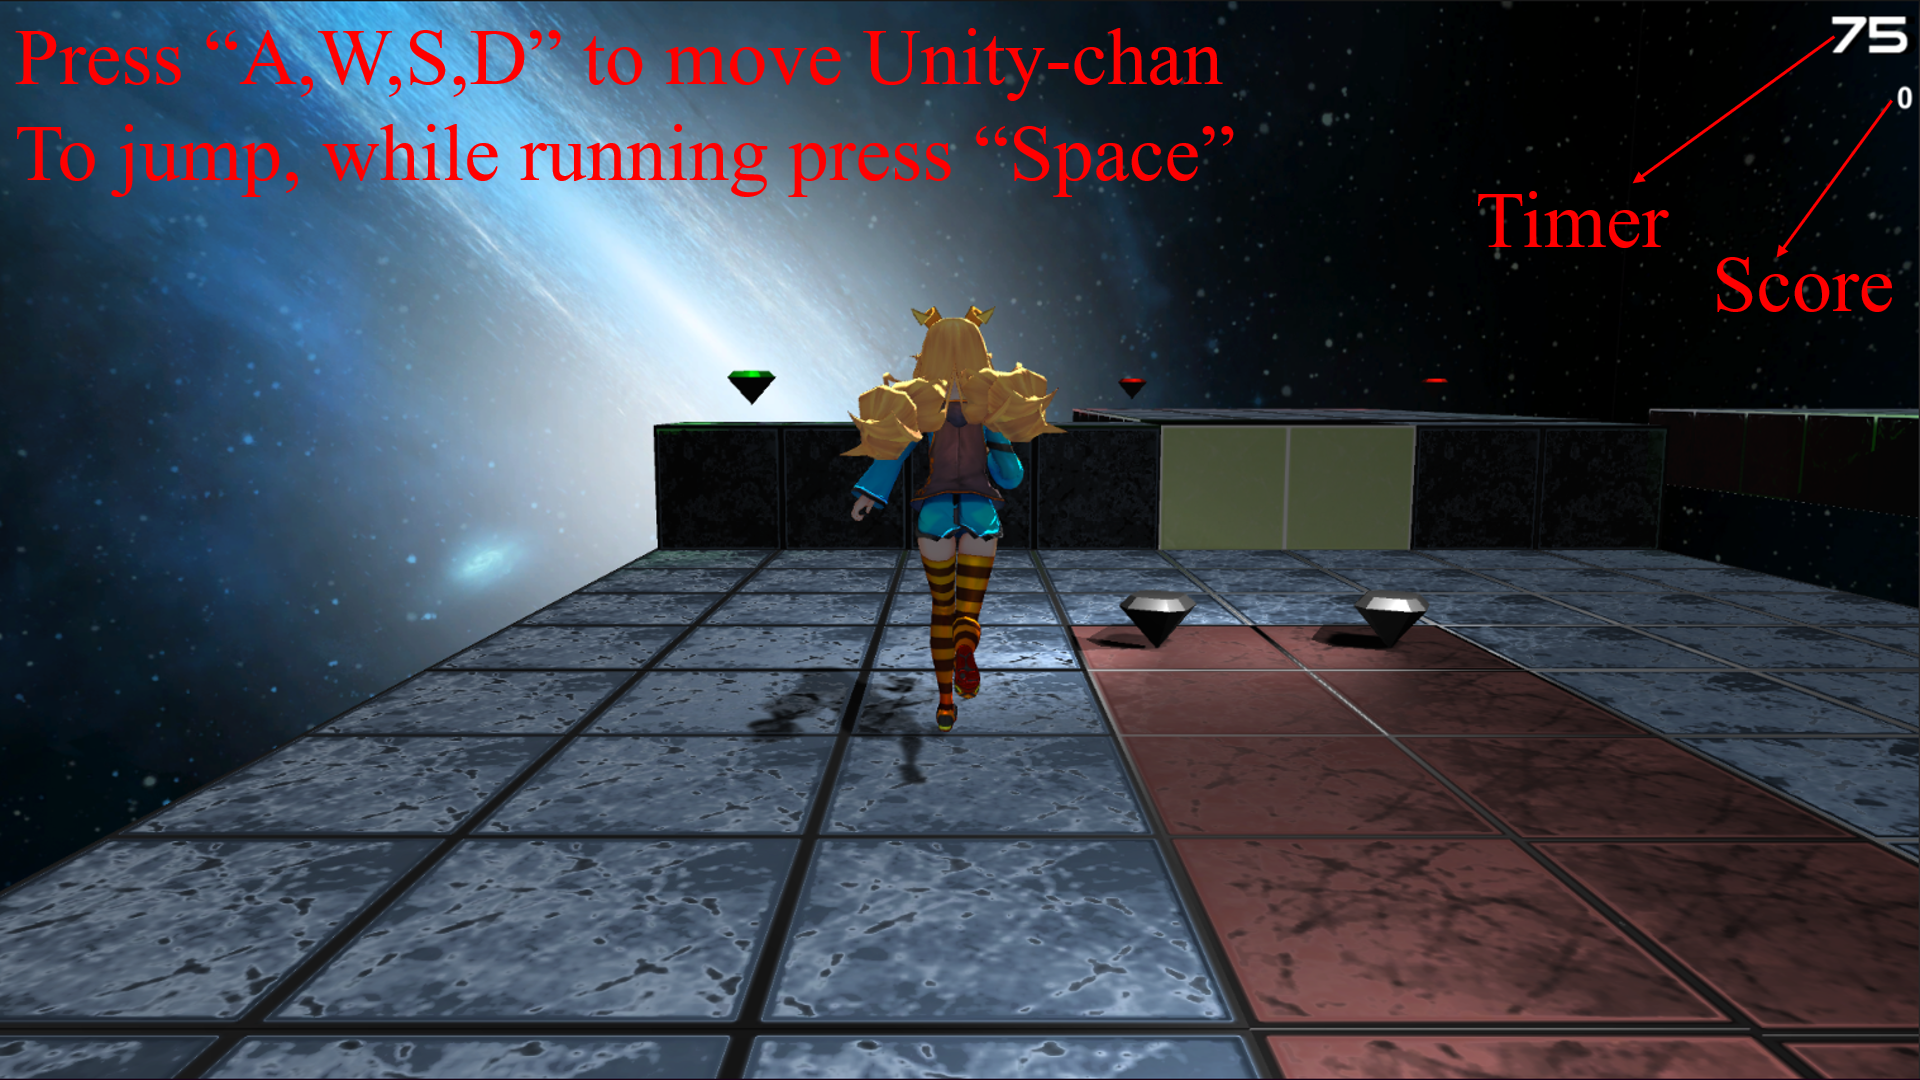 Press “A,W,S,D” to move Unity-chan
To jump, while running press “Space”
75
0
Timer
Score